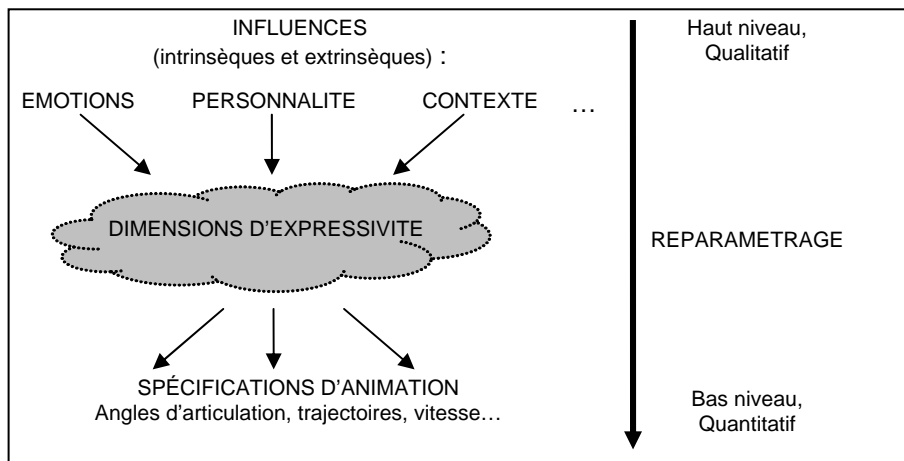 INFLUENCES
(intrinsèques et extrinsèques) :
EMOTIONS PERSONNALITE CONTEXTE …
DIMENSIONS D’EXPRESSIVITE
SPÉCIFICATIONS D’ANIMATION
Angles d’articulation, trajectoires, vitesse…
Haut niveau,
Qualitatif
REPARAMETRAGE
Bas niveau,
Quantitatif